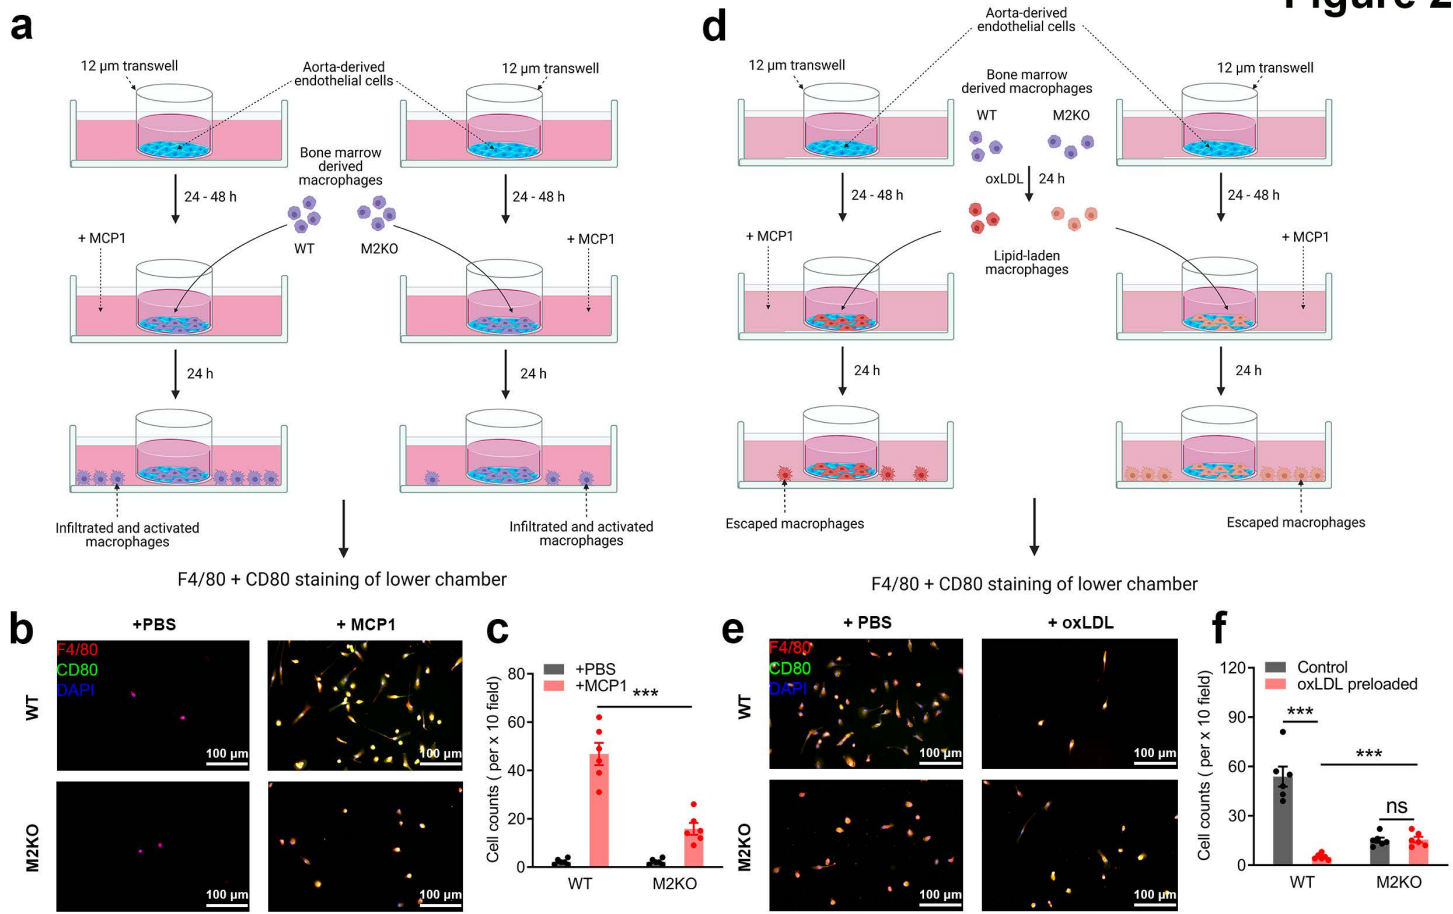 Figure 2
a
12 µm transwell
Aorta-derived
endothelial cells
12 µm transwell
24 - 48 h
Bone marrow
derived
macrophages
24 - 48 h
+ MCP1
WT
M2KO
+ MCP1
24 h
24 h
Infiltrated and activated
macrophages
Infiltrated and activated
macrophages
F4/80 + CD80 staining of lower chamber
d
Aorta-derived
endothelial cells
12 µm transwell
Bone marrow
derived macrophages
12 µm transwell
WT
M2KO
24 - 48 h
oxLDL
24 h
24 - 48 h
+ MCP1
Lipid-laden
macrophages
+ MCP1
24 h
24 h
Escaped macrophages
Escaped macrophages
F4/80 + CD80 staining of lower chamber
b
+PBS
+ MCP1
WT
F4/80
CD80
DAPI
100 µm
100 µm
M2KO
100 µm
100 µm
c
Cell counts ( per x 10 field)
80
60
40
20
0
+PBS
+MCP1
***
WT
M2KO
e
+ PBS
+ oxLDL
WT
F4/80
CD80
DAPI
100 µm
100 µm
M2KO
100 µm
100 µm
f
Cell counts ( per x 10 field)
120
90
60
30
0
Control
oxLDL preloaded
***
***
ns
WT
M2KO